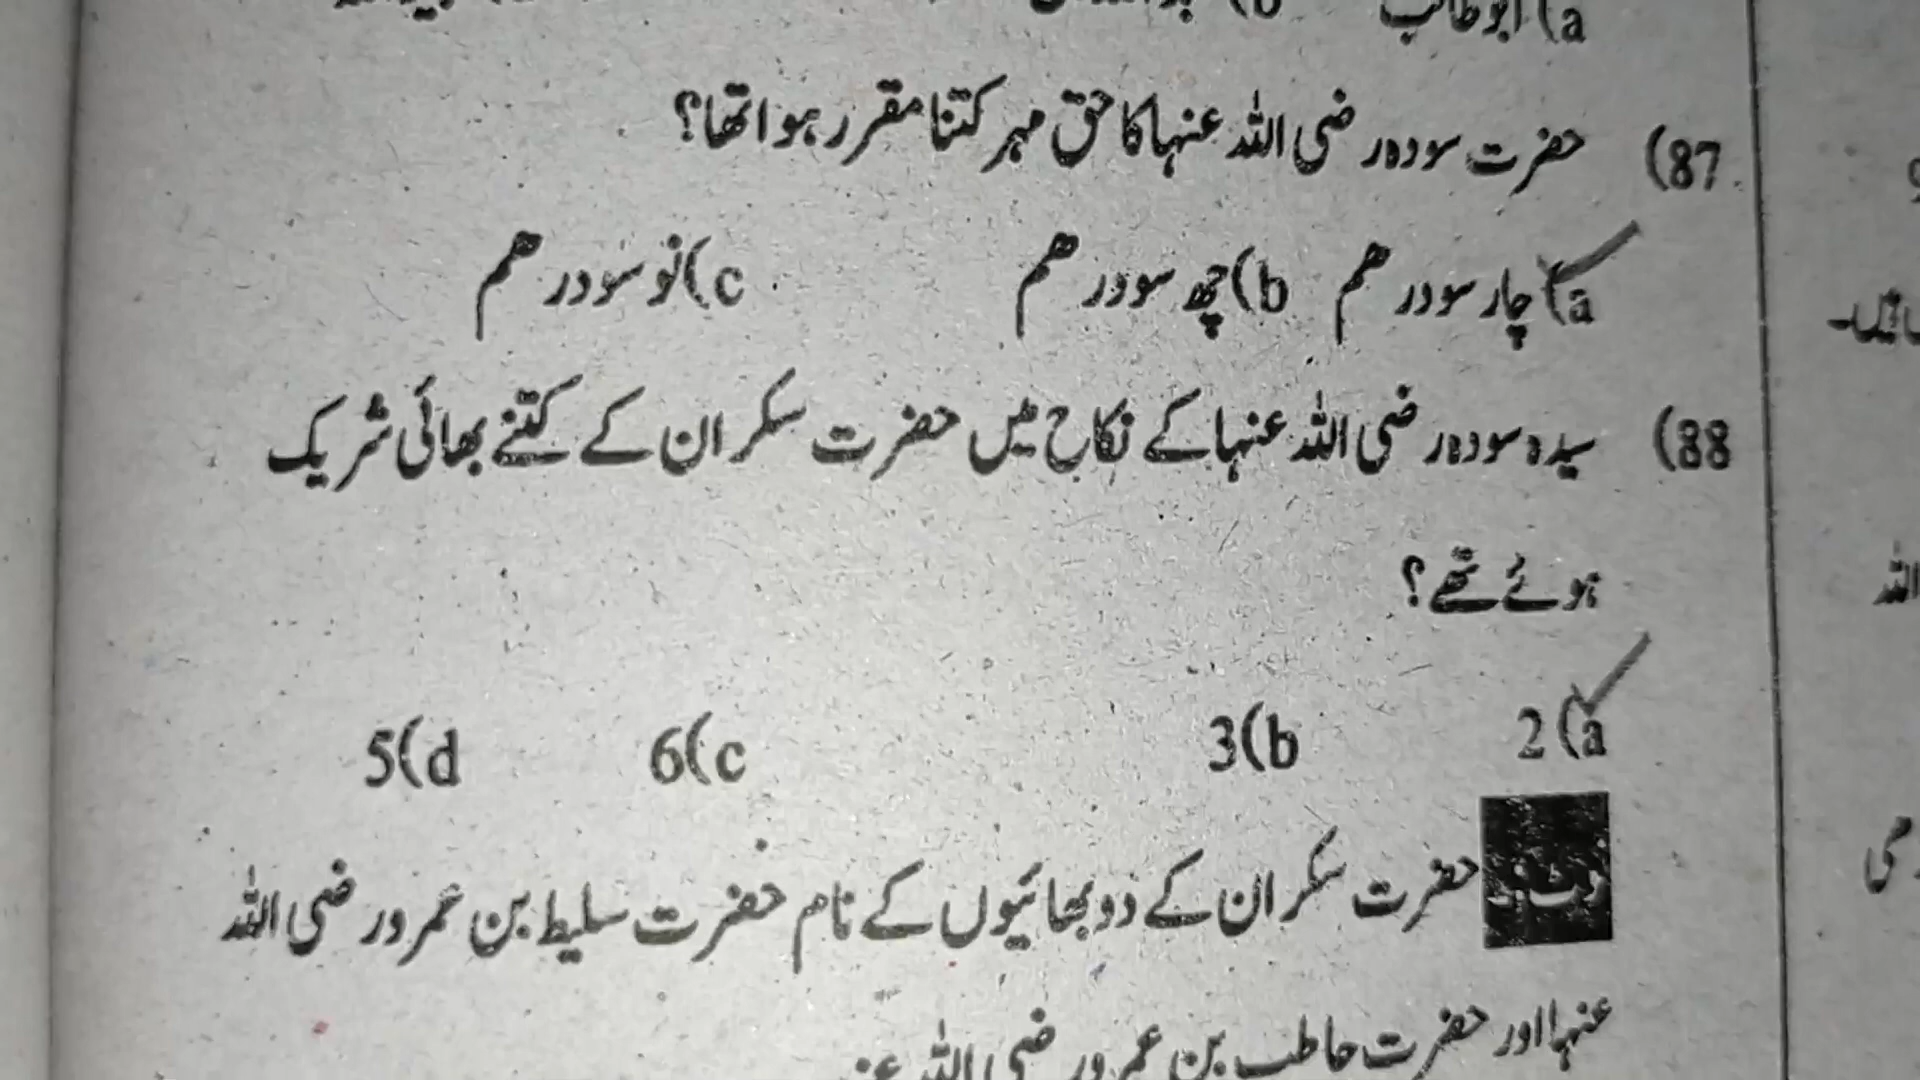 a) ابوطالب b)
87) حضرت سودہ رضی اللہ عنہا کا حق مہر کتنا مقرر ہوا تھا؟
a) چار سو درھم b) چھ سو درھم c) نو سو درھم
88) سیدہ سودہ رضی اللہ عنہا کے نکاح میں حضرت سکران کے کتنے بھائی شریک
ہوئے تھے؟
a) 2 b) 3 c) 6 d) 5
نوٹ: حضرت سکران کے دو بھائیوں کے نام حضرت سلیط بن عمرو رضی اللہ
عنہا اور حضرت حاطب بن عمرو رضی اللہ عنہ